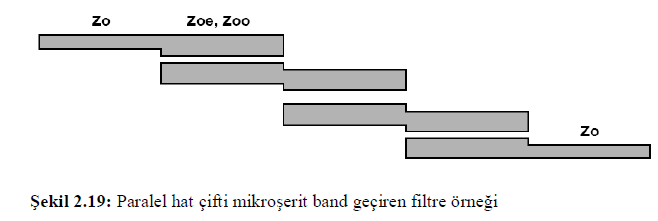 Zo Zoe, Zoo
Zo
Şekil 2.19: Paralel hat çifti mikroşerit band geçiren filtre örneği